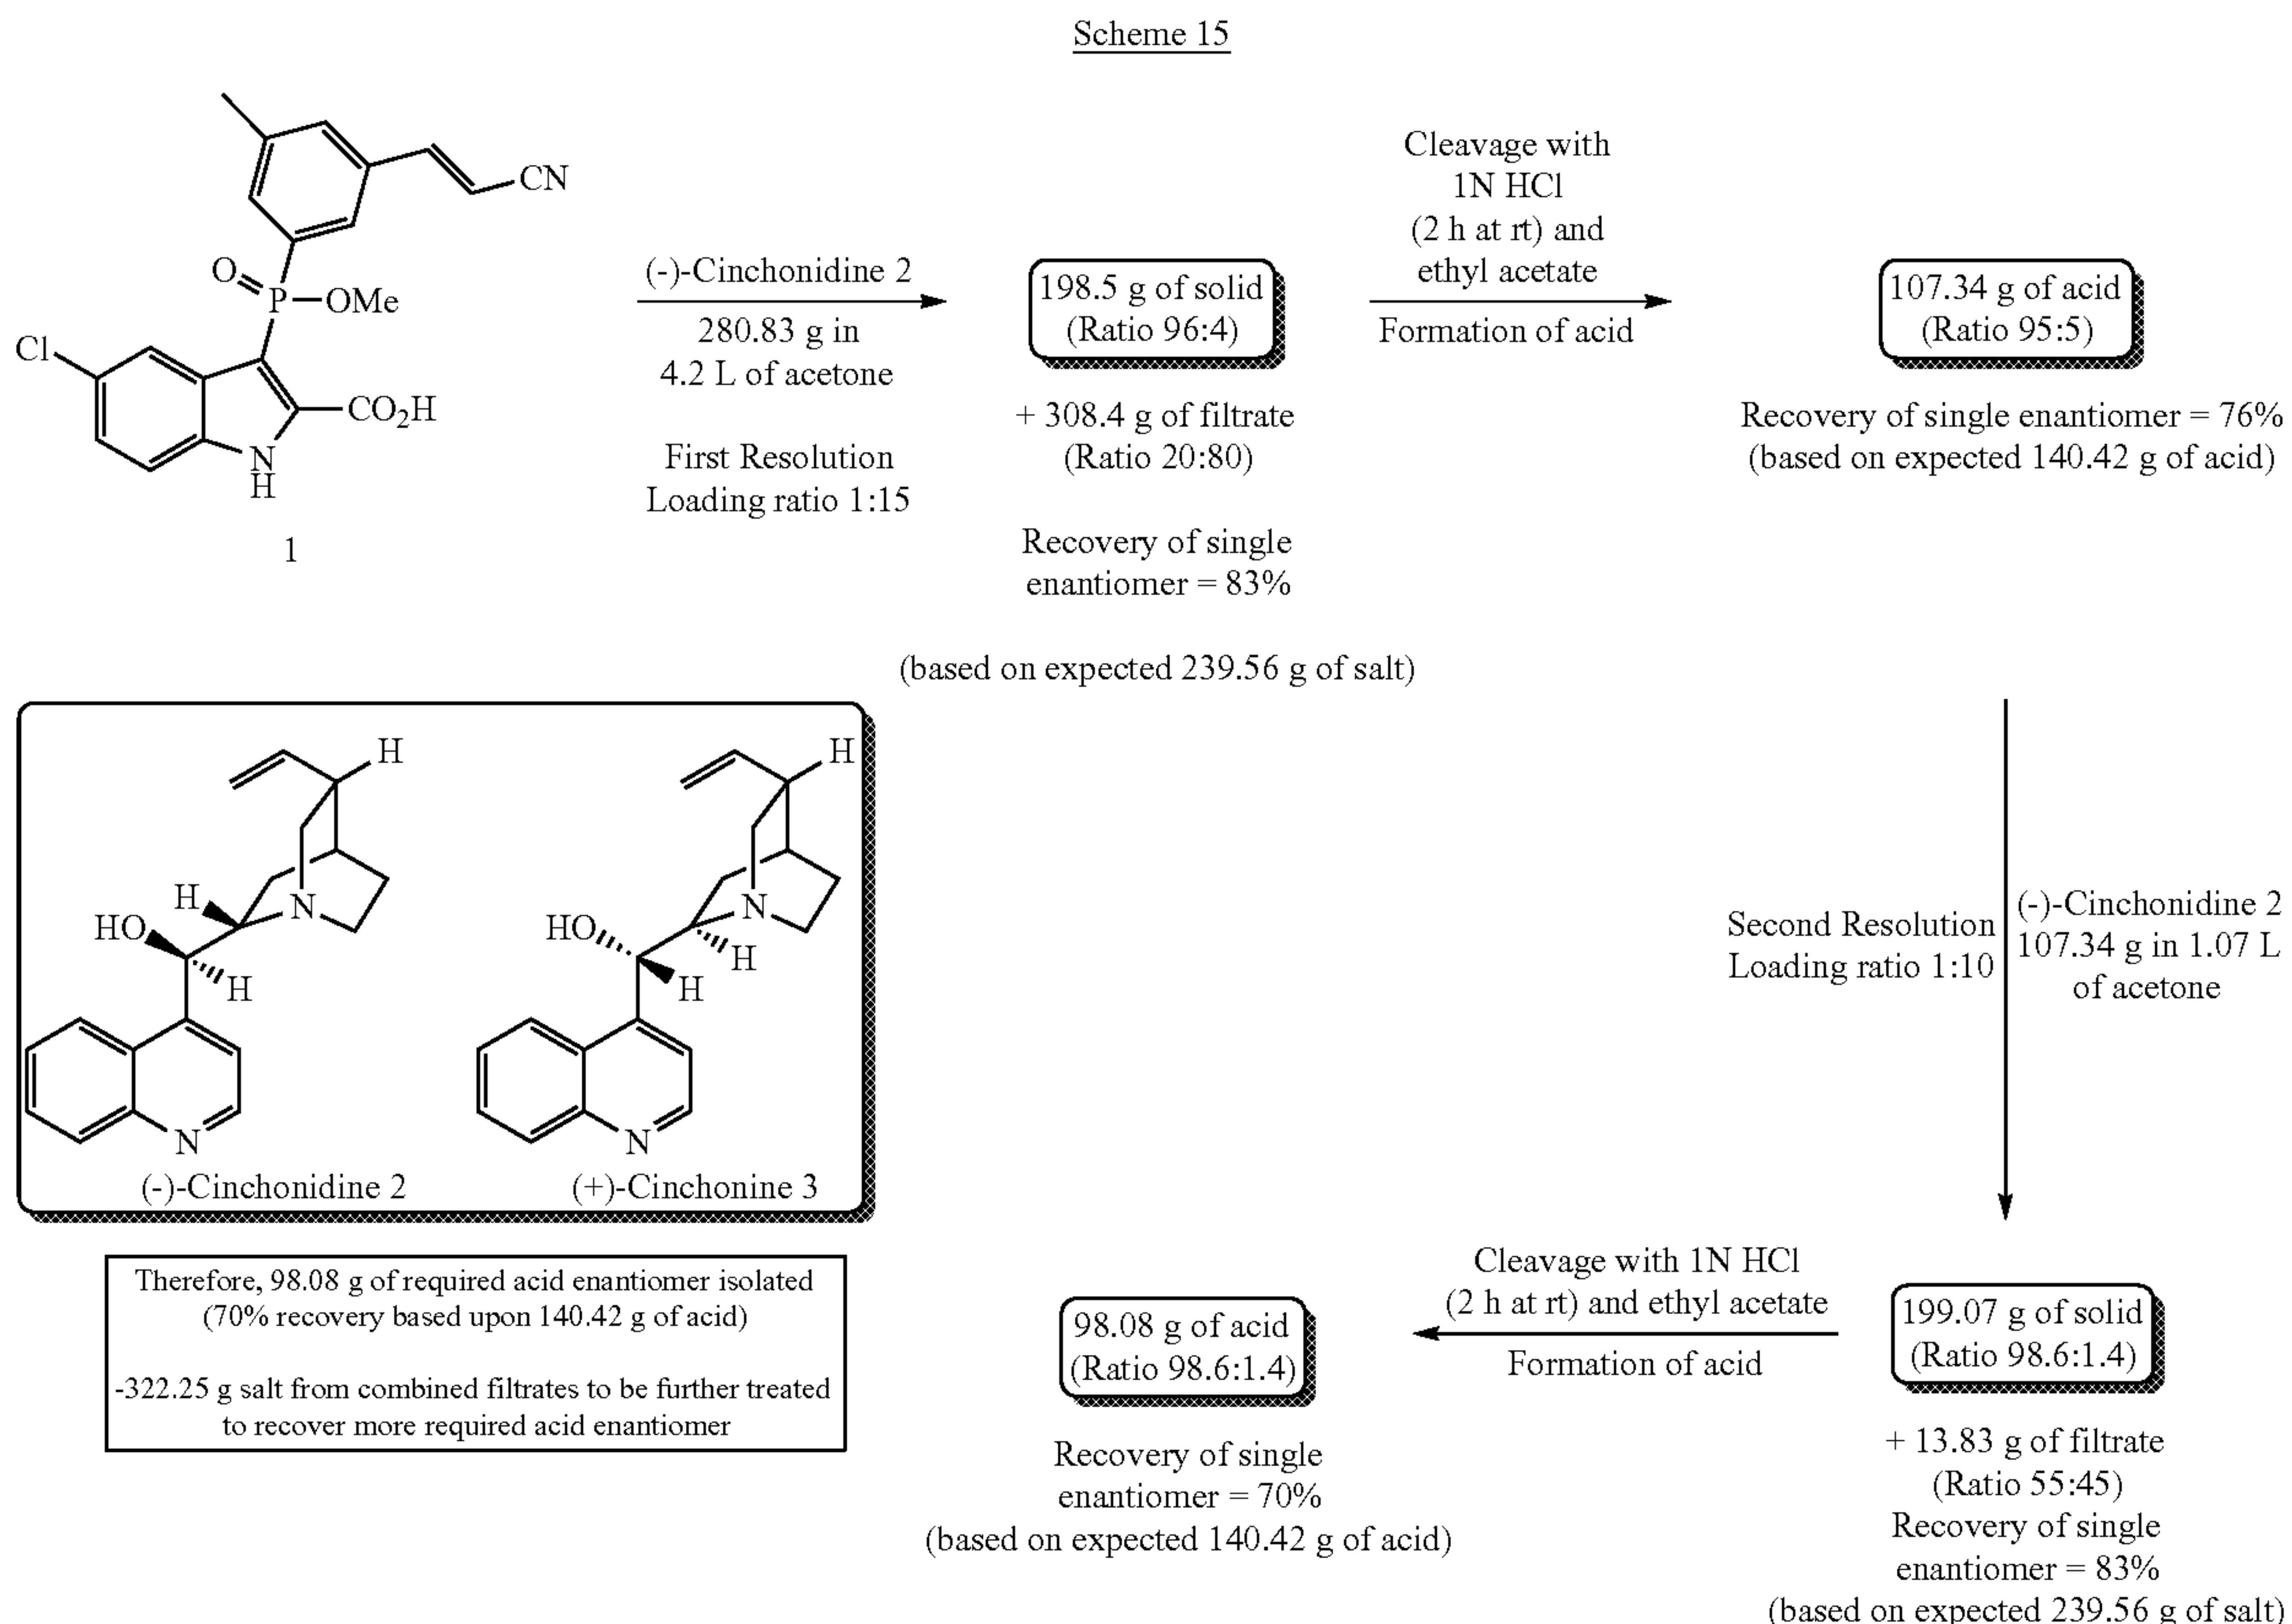 Scheme 15
CN
O
P
OMe
Cl
CO2H
N
H
1
(-)-Cinchonidine 2
280.83 g in
4.2 L of acetone
First Resolution
Loading ratio 1:15
198.5 g of solid
(Ratio 96:4)
+ 308.4 g of filtrate
(Ratio 20:80)
Recovery of single
enantiomer = 83%
(based on expected 239.56 g of salt)
Cleavage with
1N HCl
(2 h at rt) and
ethyl acetate
Formation of acid
107.34 g of acid
(Ratio 95:5)
Recovery of single enantiomer = 76%
(based on expected 140.42 g of acid)
Second Resolution
Loading ratio 1:10
(-)-Cinchonidine 2
107.34 g in 1.07 L
of acetone
199.07 g of solid
(Ratio 98.6:1.4)
+ 13.83 g of filtrate
(Ratio 55:45)
Recovery of single
enantiomer = 83%
(based on expected 239.56 g of salt)
Cleavage with 1N HCl
(2 h at rt) and ethyl acetate
Formation of acid
98.08 g of acid
(Ratio 98.6:1.4)
Recovery of single
enantiomer = 70%
(based on expected 140.42 g of acid)
H
N
H
HO
H
N
(-)-Cinchonidine 2
H
N
HO
H
H
N
(+)-Cinchonine 3
Therefore, 98.08 g of required acid enantiomer isolated
(70% recovery based upon 140.42 g of acid)
-322.25 g salt from combined filtrates to be further treated
to recover more required acid enantiomer